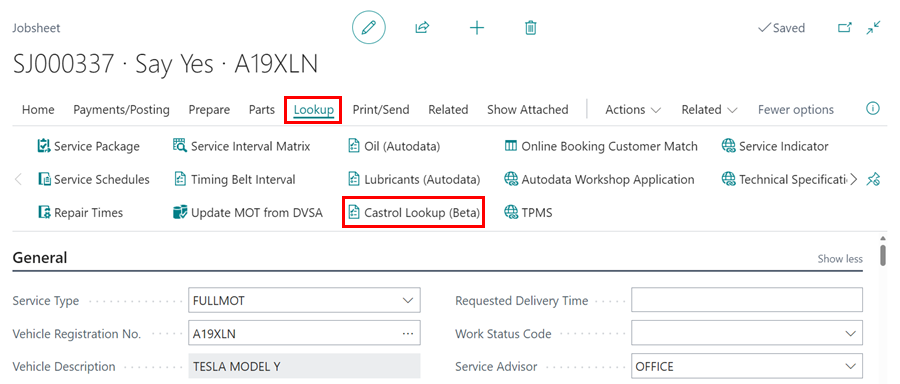 Jobsheet
Saved
SJ000337 · Say Yes · A19XLN
Home Payments/Posting Prepare Parts Lookup Print/Send Related Show Attached Actions Related Fewer options
Service Package Service Interval Matrix Oil (Autodata) Online Booking Customer Match Service Indicator
Service Schedules Timing Belt Interval Lubricants (Autodata) Autodata Workshop Application Technical Specificati
Repair Times Update MOT from DVSA Castrol Lookup (Beta) TPMS
General Show less
Service Type FULLMOT Requested Delivery Time
Vehicle Registration No. A19XLN Work Status Code
Vehicle Description TESLA MODEL Y Service Advisor OFFICE